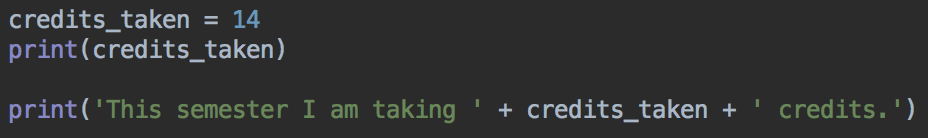 credits_taken = 14
print(credits_taken)
print('This semester I am taking ' + credits_taken + ' credits.')